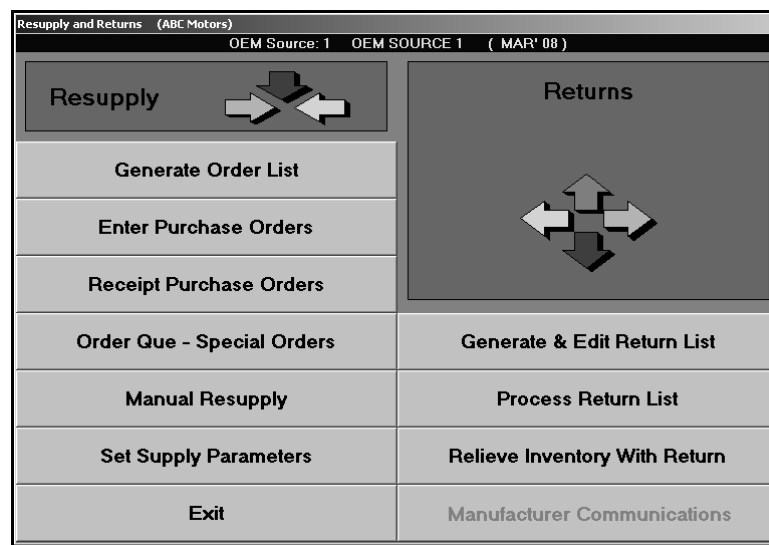 Resupply and Returns (ABC Motors)
OEM Source: 1 OEM SOURCE 1 ( MAR' 08 )
Resupply
Returns
Generate Order List
Enter Purchase Orders
Receipt Purchase Orders
Order Que - Special Orders
Generate & Edit Return List
Manual Resupply
Process Return List
Set Supply Parameters
Relieve Inventory With Return
Exit
Manufacturer Communications